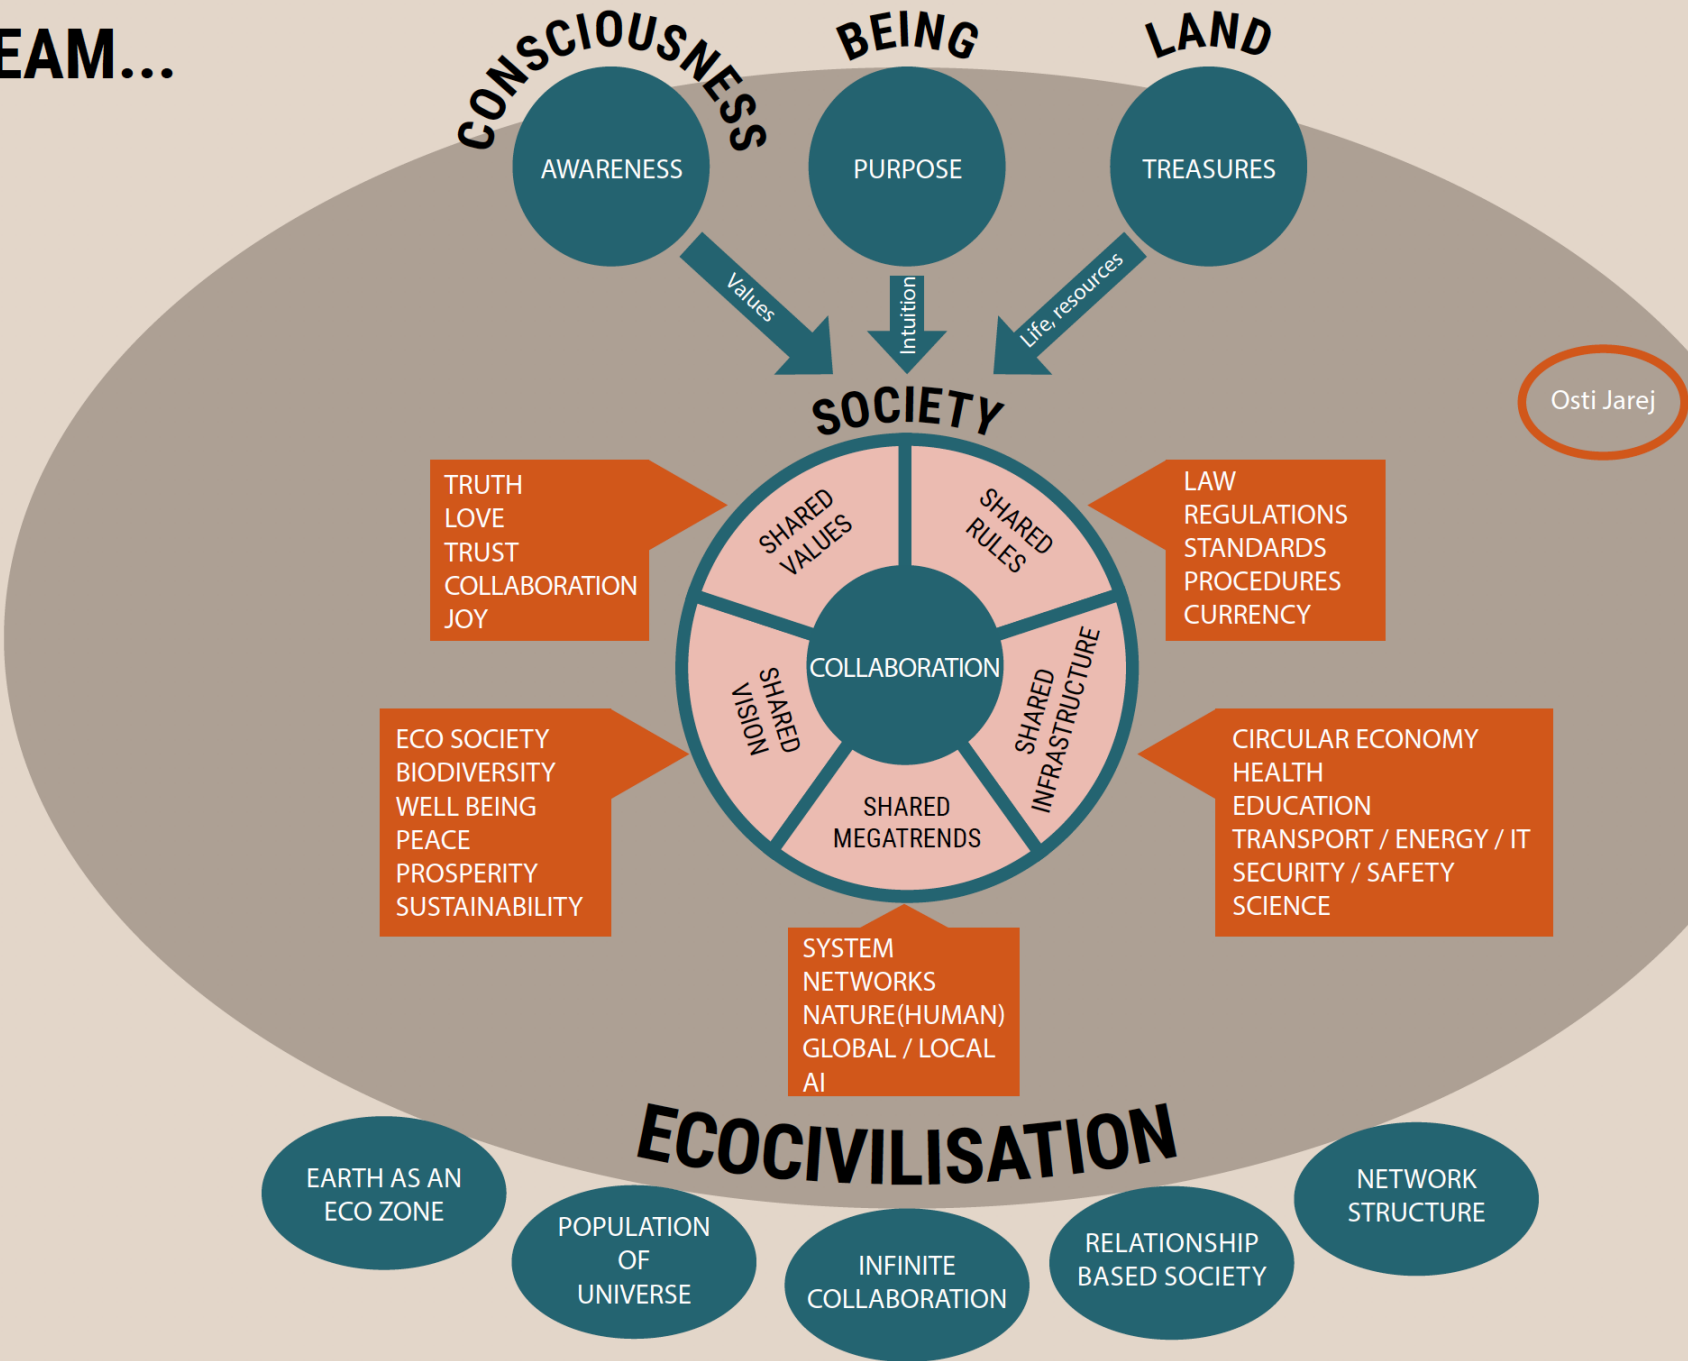 EAM...
CONSCIOUSNESS
BEING
LAND
AWARENESS
PURPOSE
TREASURES
Values
Intuition
Life, resources
Osti Jarej
SOCIETY
TRUTH
LOVE
TRUST
COLLABORATION
JOY
SHARED
VALUES
SHARED
RULES
LAW
REGULATIONS
STANDARDS
PROCEDURES
CURRENCY
COLLABORATION
SHARED
VISION
SHARED
INFRASTRUCTURE
SHARED
MEGATRENDS
ECO SOCIETY
BIODIVERSITY
WELL BEING
PEACE
PROSPERITY
SUSTAINABILITY
CIRCULAR ECONOMY
HEALTH
EDUCATION
TRANSPORT / ENERGY / IT
SECURITY / SAFETY
SCIENCE
SYSTEM
NETWORKS
NATURE(HUMAN)
GLOBAL / LOCAL
AI
ECOCIVILISATION
EARTH AS AN
ECO ZONE
POPULATION
OF
UNIVERSE
INFINITE
COLLABORATION
RELATIONSHIP
BASED SOCIETY
NETWORK
STRUCTURE